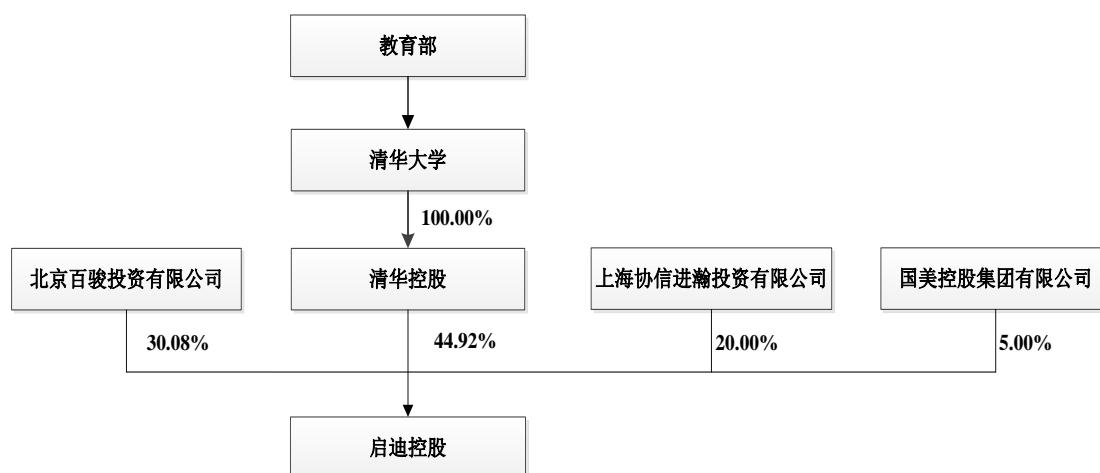 教育部
清华大学
100.00%
北京百骏投资有限公司
清华控股
上海协信进瀚投资有限公司
国美控股集团有限公司
30.08%
44.92%
20.00%
5.00%
启迪控股